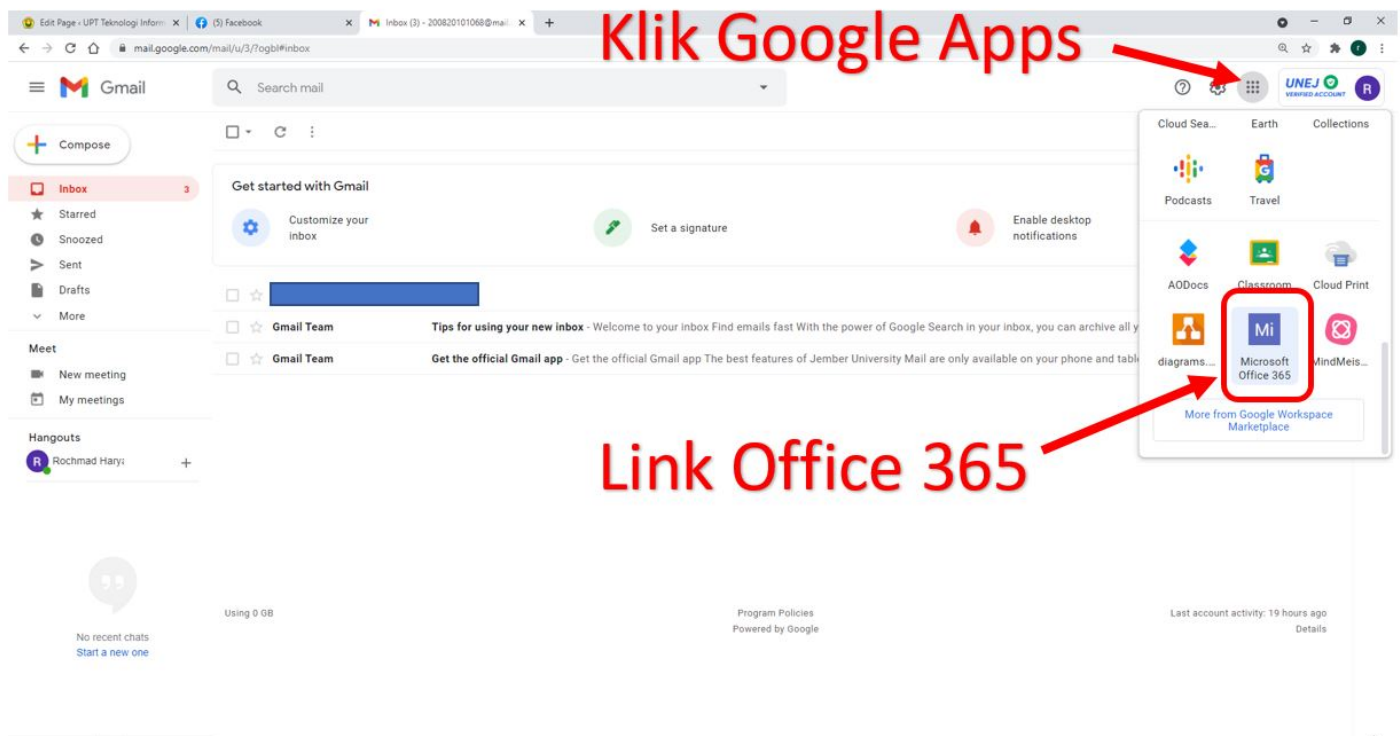 Edit Page ‹ UPT Teknologi Inform
(5) Facebook
Inbox (3) - 200820101068@mail.
mail.google.com/mail/u/3/?ogbl#inbox
Klik Google Apps
Gmail
Search mail
UNEJ
VERIFIED ACCOUNT
R
Compose
Inbox 3
Starred
Snoozed
Sent
Drafts
More
Meet
New meeting
My meetings
Hangouts
R Rochmad Harya
No recent chats
Start a new one
Get started with Gmail
Customize your
inbox
Set a signature
Enable desktop
notifications
Gmail Team Tips for using your new inbox - Welcome to your inbox Find emails fast With the power of Google Search in your inbox, you can archive all y
Gmail Team Get the official Gmail app - Get the official Gmail app The best features of Jember University Mail are only available on your phone and table
Cloud Sea... Earth Collections
Podcasts Travel
AODocs Classroom Cloud Print
Mi
diagrams.... Microsoft
Office 365 MindMeis...
More from Google Workspace
Marketplace
Link Office 365
Using 0 GB
Program Policies
Powered by Google
Last account activity: 19 hours ago
Details